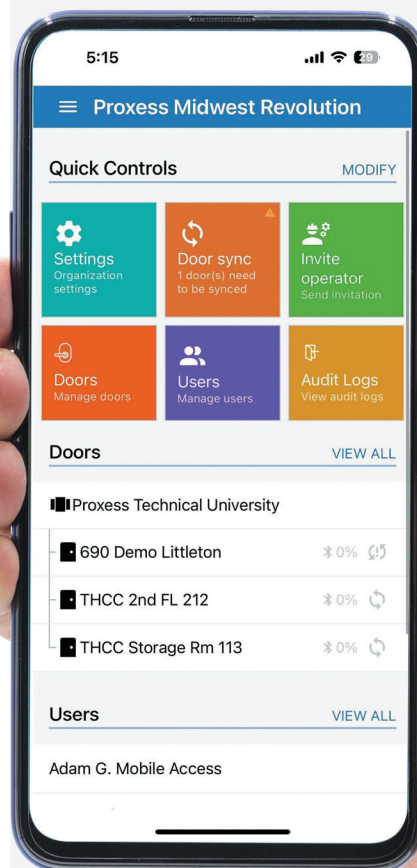 5:15
29
Proxess Midwest Revolution
Quick Controls
MODIFY
Settings
Organization
settings
Door sync
1 door(s) need
to be synced
Invite
operator
Send invitation
Doors
Manage doors
Users
Manage users
Audit Logs
View audit logs
Doors
VIEW ALL
Proxess Technical University
690 Demo Littleton
0%
THCC 2nd FL 212
0%
THCC Storage Rm 113
0%
Users
VIEW ALL
Adam G. Mobile Access